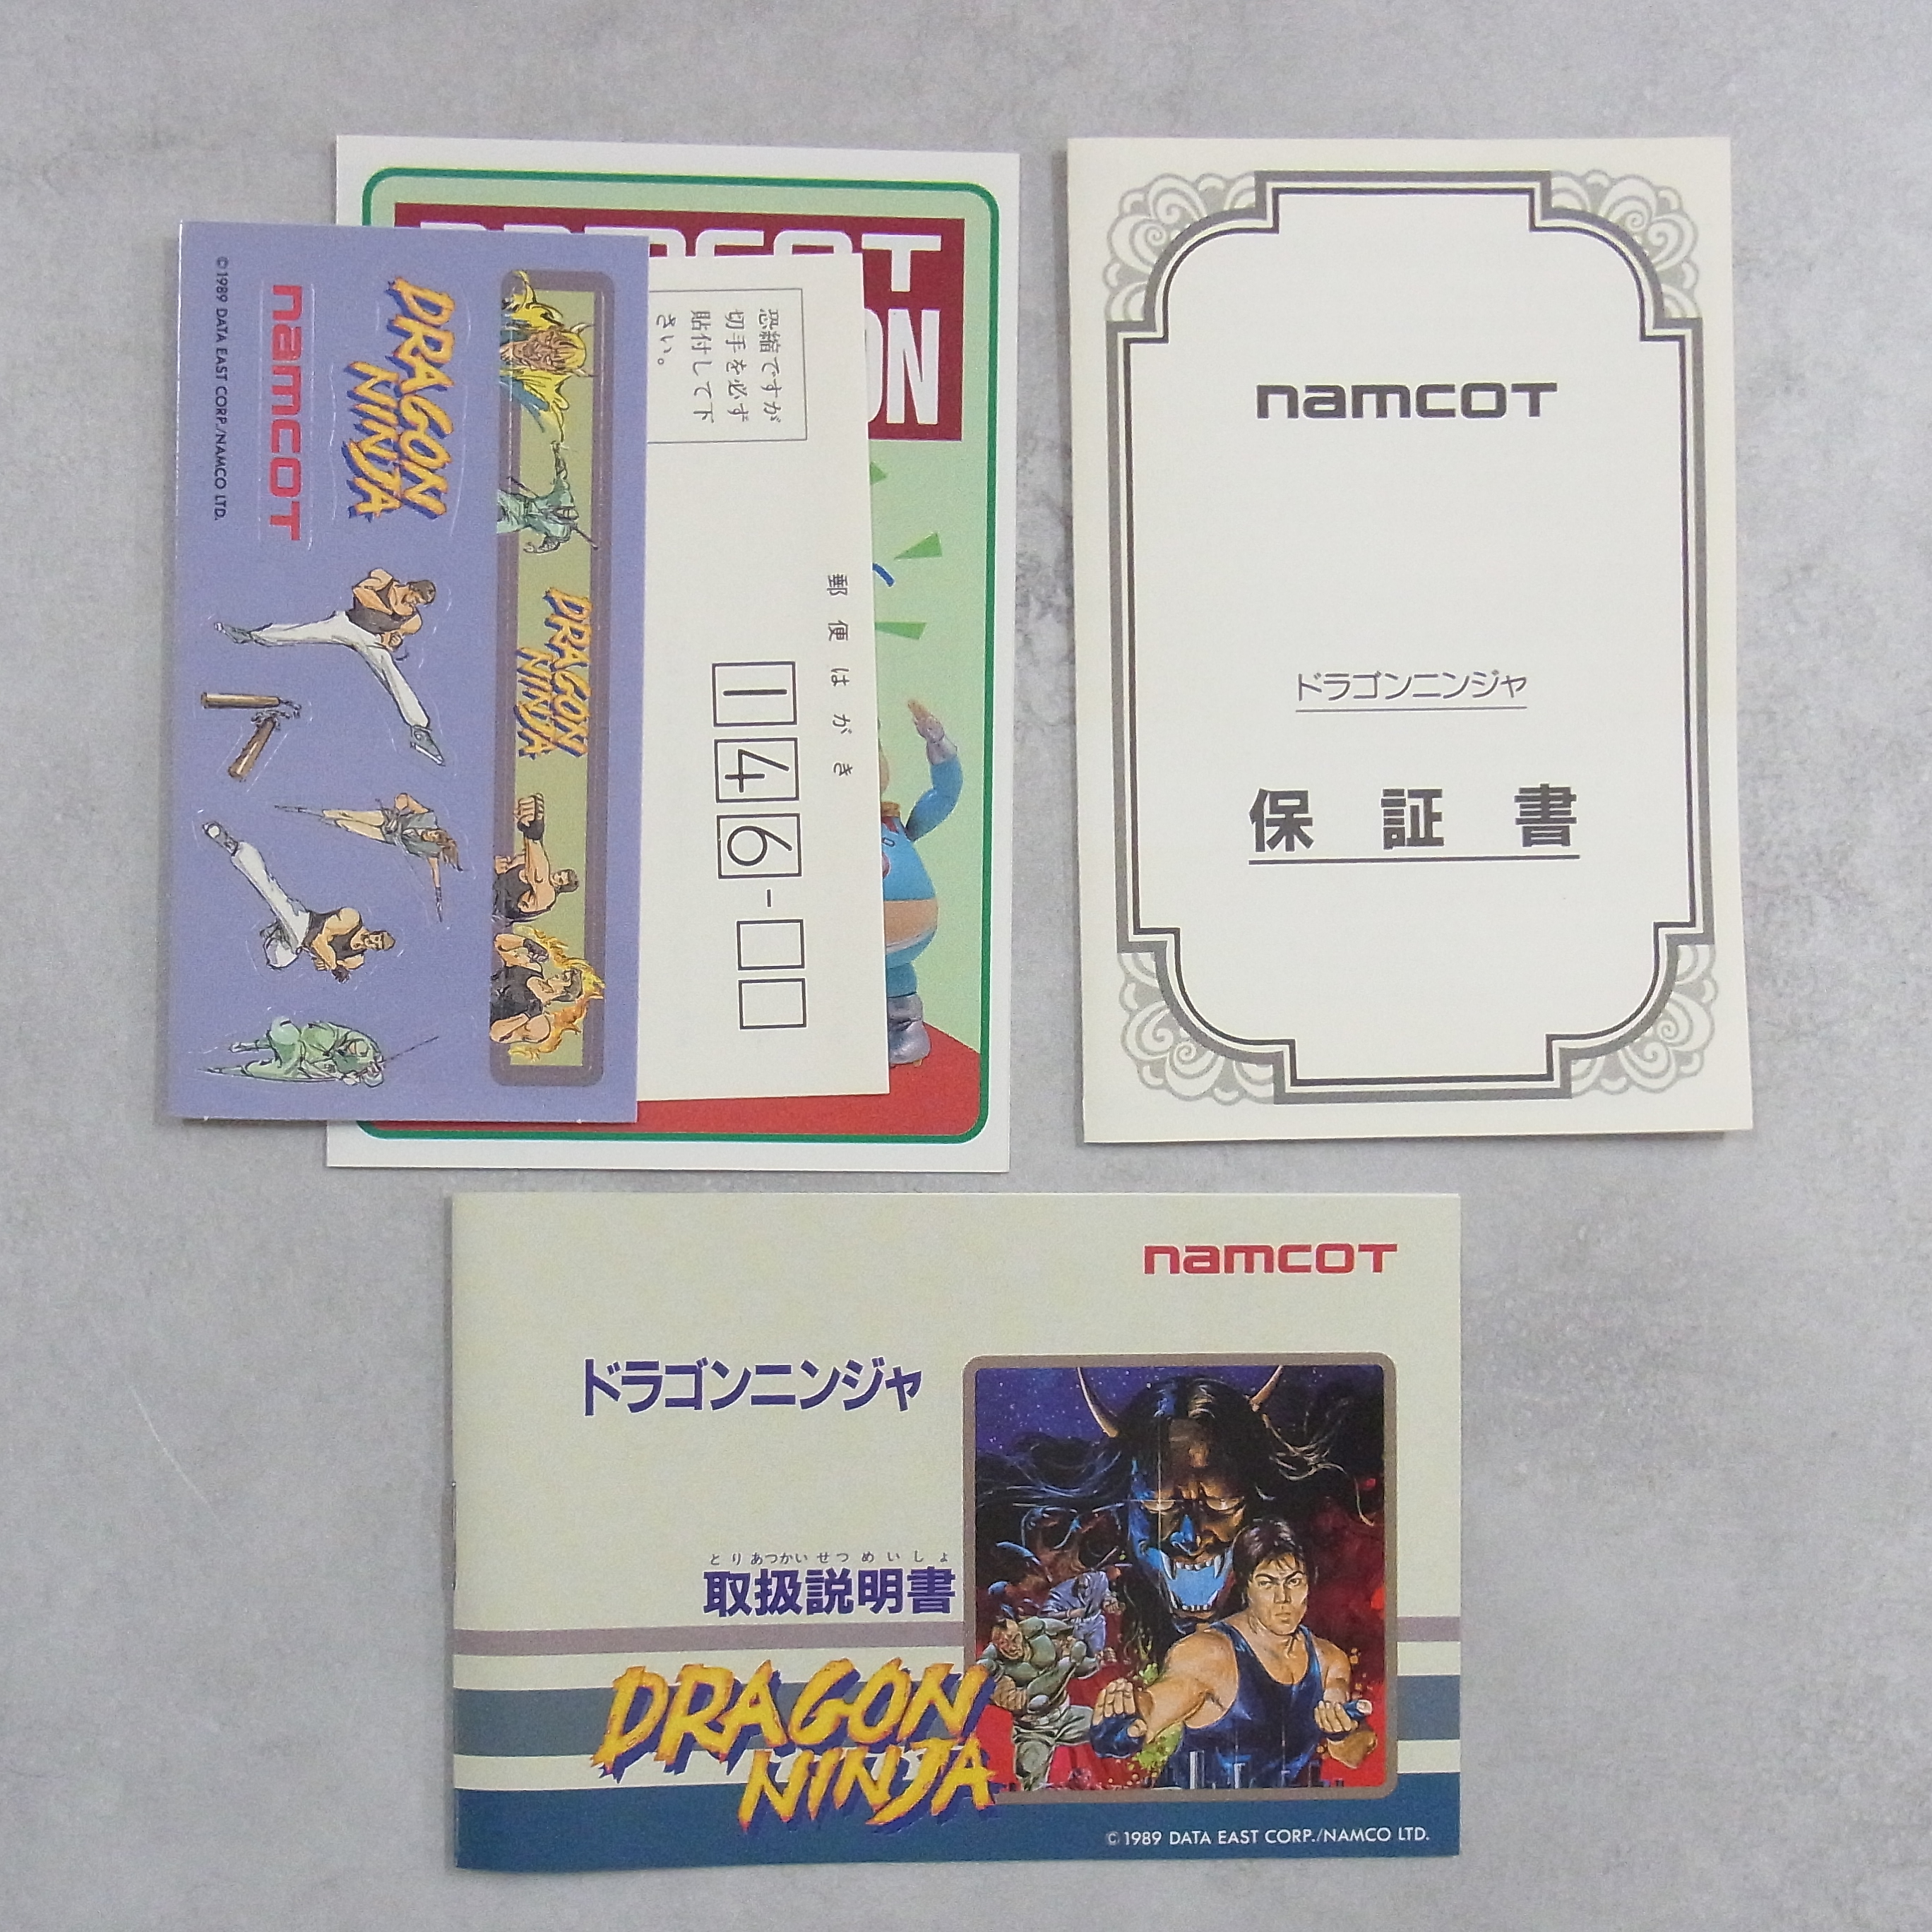 namcot
ON
©1989 DATA EAST CORP./NAMCO LTD.
namcot
DRAGON
NINJA
DRAGON
NINJA
恐縮ですが
切手を必ず
貼付して下
さい。
郵便はがき
146-
namcot
ドラゴンニンジャ
保証書
namcot
ドラゴンニンジャ
とりあつかいせつめいしょ
取扱説明書
DRAGON
NINJA
©1989 DATA EAST CORP./NAMCO LTD.